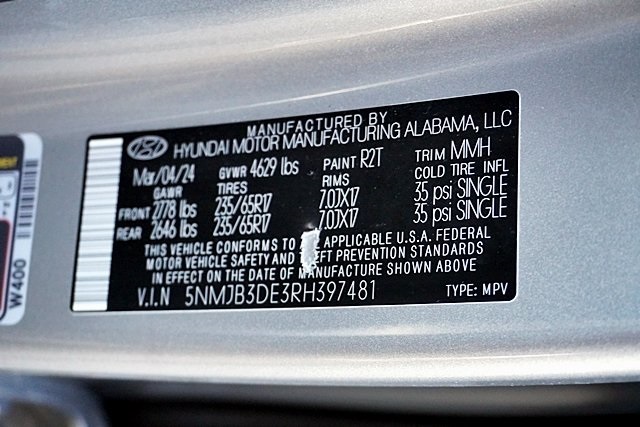 MANUFACTURED BY
HYUNDAI MOTOR MANUFACTURING ALABAMA, LLC
Mar/04/24 GVWR 4629 lbs PAINT R2T TRIM MMH
GAWR TIRES RIMS COLD TIRE INFL
FRONT 2778 lbs 235/65R17 7.0JX17 35 psi SINGLE
REAR 2646 lbs 235/65R17 7.0JX17 35 psi SINGLE
THIS VEHICLE CONFORMS TO APPLICABLE U.S.A. FEDERAL
MOTOR VEHICLE SAFETY AND EFT PREVENTION STANDARDS
IN EFFECT ON THE DATE OF MANUFACTURE SHOWN ABOVE
V.I.N 5NMJB3DE3RH397481 TYPE: MPV
W400